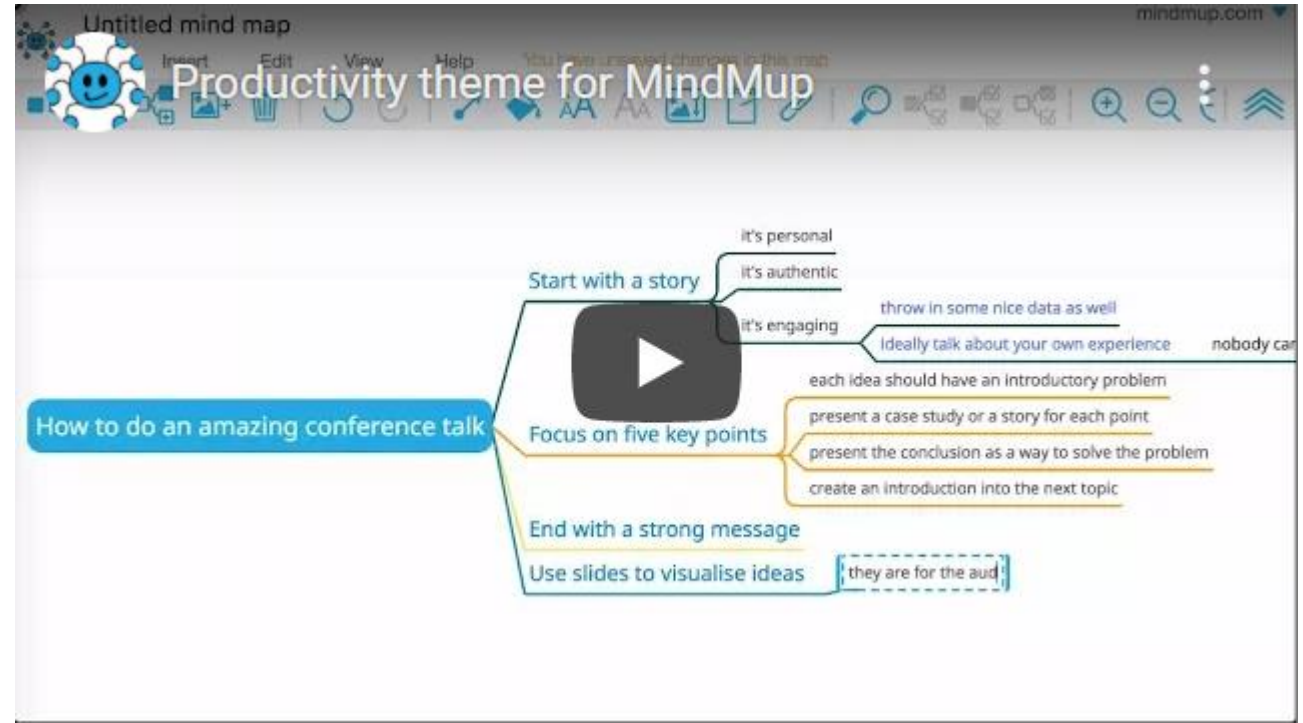 Untitled mind map
mindmup.com
Insert Edit View Help You have unsaved changes in this map
Productivity theme for MindMup
AA AA
it's personal
Start with a story
it's authentic
throw in some nice data as well
it's engaging
Ideally talk about your own experience
nobody can
each idea should have an introductory problem
How to do an amazing conference talk
present a case study or a story for each point
Focus on five key points
present the conclusion as a way to solve the problem
create an introduction into the next topic
End with a strong message
Use slides to visualise ideas
they are for the aud